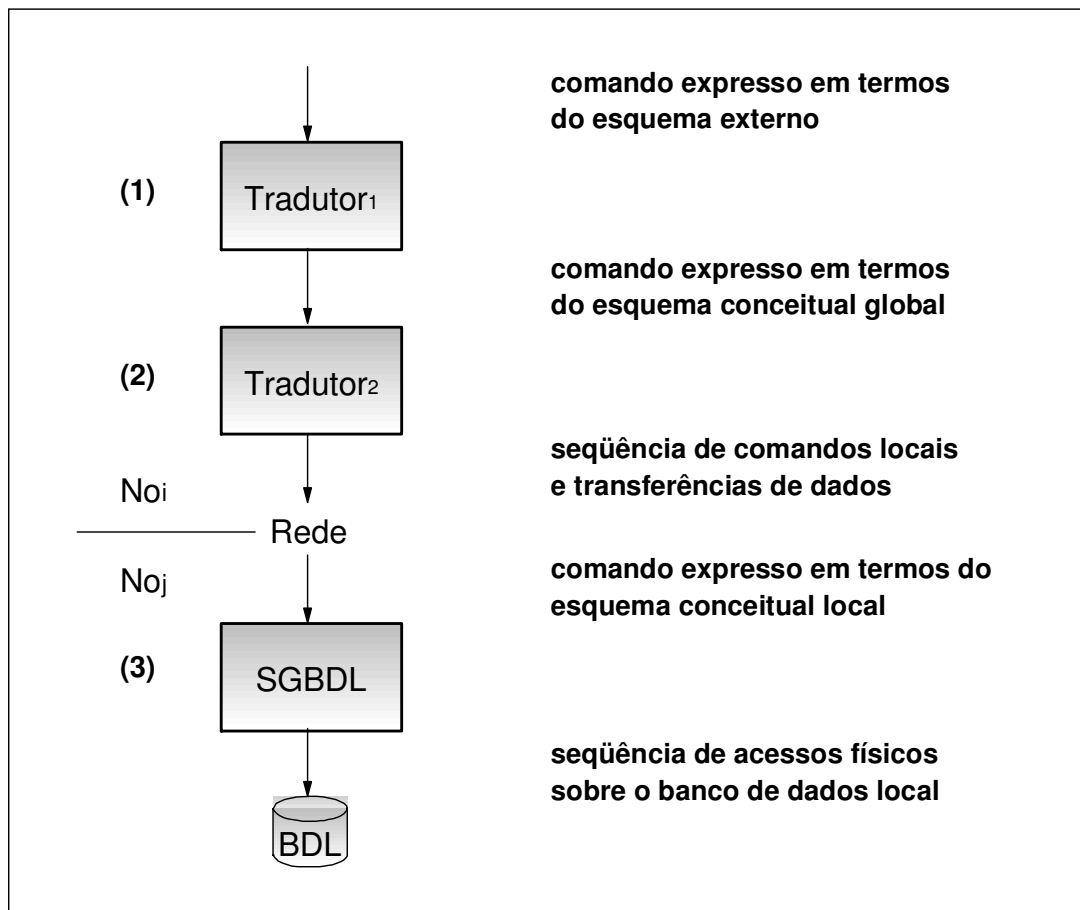 comando expresso em termos
do esquema externo
(1)
Tradutor1
comando expresso em termos
do esquema conceitual global
(2)
Tradutor2
seqüência de comandos locais
e transferências de dados
Noi
Rede
Noj
comando expresso em termos do
esquema conceitual local
(3)
SGBDL
seqüência de acessos físicos
sobre o banco de dados local
BDL